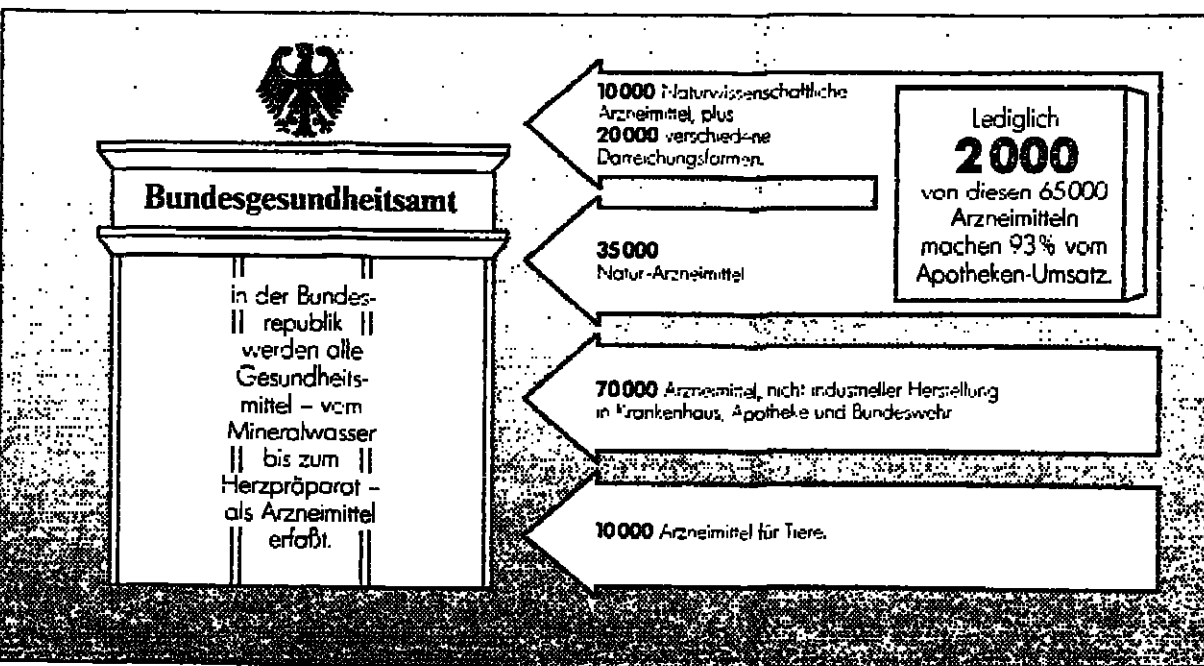 Bundesgesundheitsamt
in der Bundes-
republik
werden alle
Gesundheits-
mittel – vom
Mineralwasser
bis zum
Herzpräparat –
als Arzneimittel
erfaßt.
10000 Naturwissenschaftliche
Arzneimittel, plus
20000 verschiedene
Darreichungsformen.
35000
Natur-Arzneimittel
Lediglich
2000
von diesen 65000
Arzneimitteln
machen 93% vom
Apotheken-Umsatz.
70000 Arzneimittel, nicht industrieller Herstellung
in Krankenhaus, Apotheke und Bundeswehr
10000 Arzneimittel für Tiere.